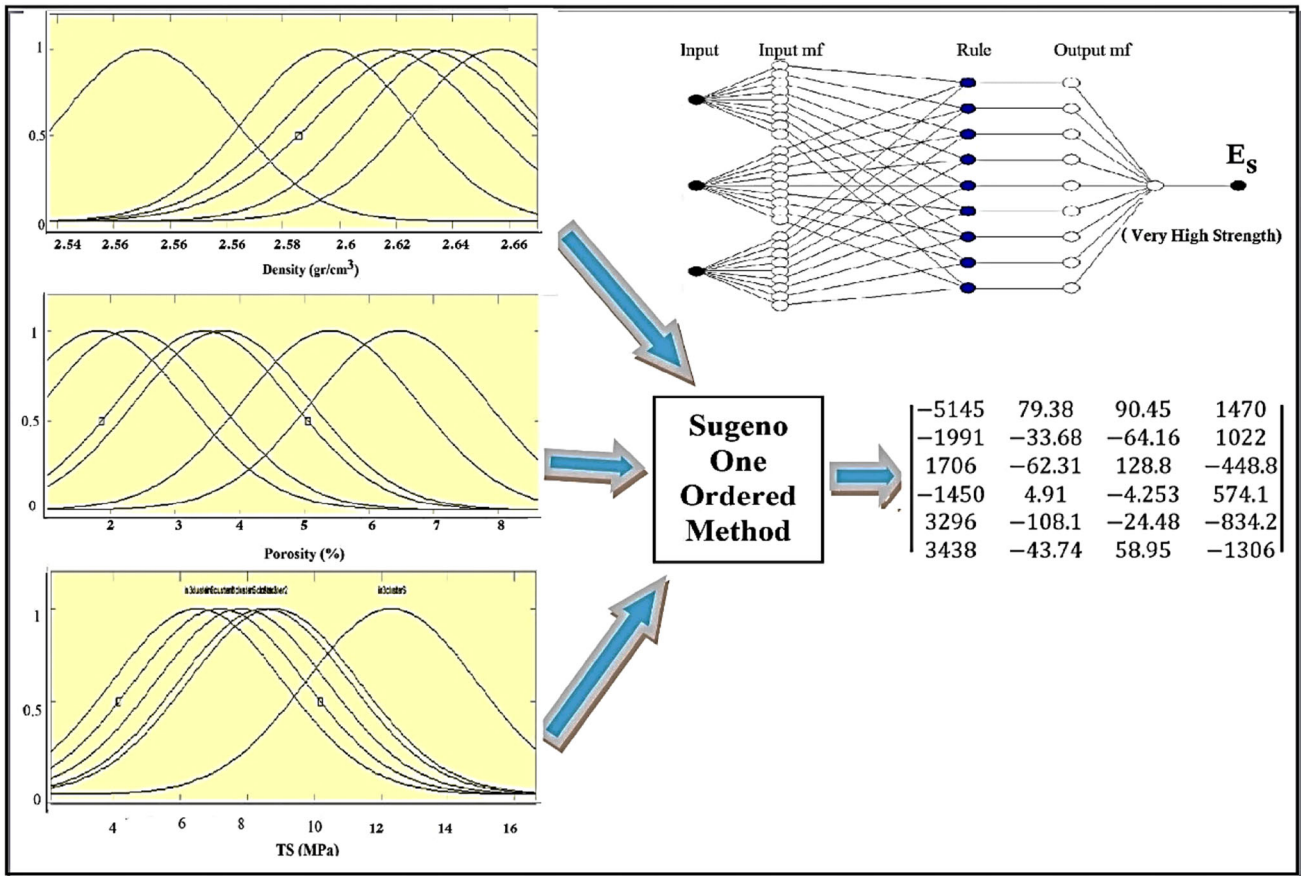 1
0.5
0
2.54 2.56 2.56 2.56 2.58 2.6 2.62 2.64 2.66
Density (gr/cm³)
1
0.5
0
2 3 4 5 6 7 8
Porosity (%)
in3cluster5
1
0.5
0
4 6 8 10 12 14 16
TS (MPa)
Input Input mf Rule Output mf
Es
( Very High Strength)
Sugeno
One
Ordered
Method
−5145 79.38 90.45 1470
−1991 −33.68 −64.16 1022
1706 −62.31 128.8 −448.8
−1450 4.91 −4.253 574.1
3296 −108.1 −24.48 −834.2
3438 −43.74 58.95 −1306